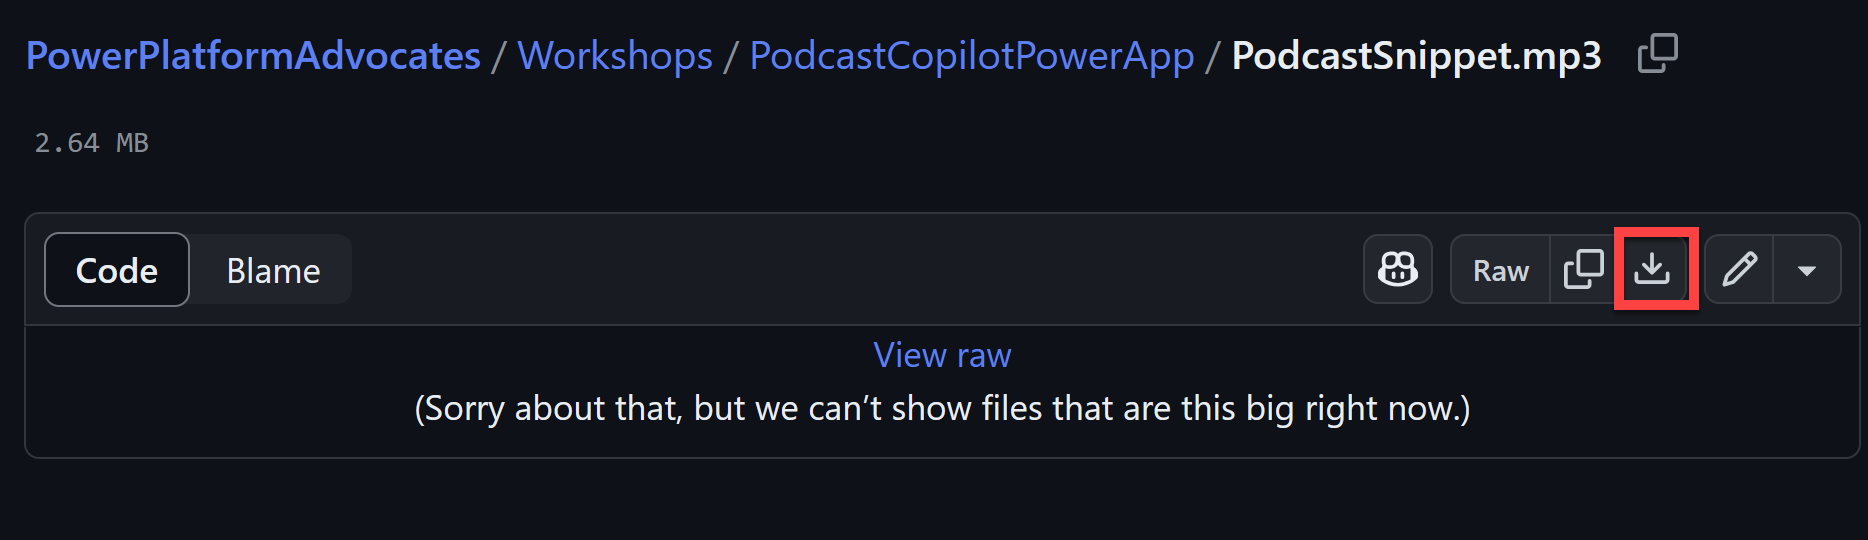 PowerPlatformAdvocates / Workshops / PodcastCopilotPowerApp / PodcastSnippet.mp3
2.64 MB
Code Blame Raw
View raw
(Sorry about that, but we can’t show files that are this big right now.)